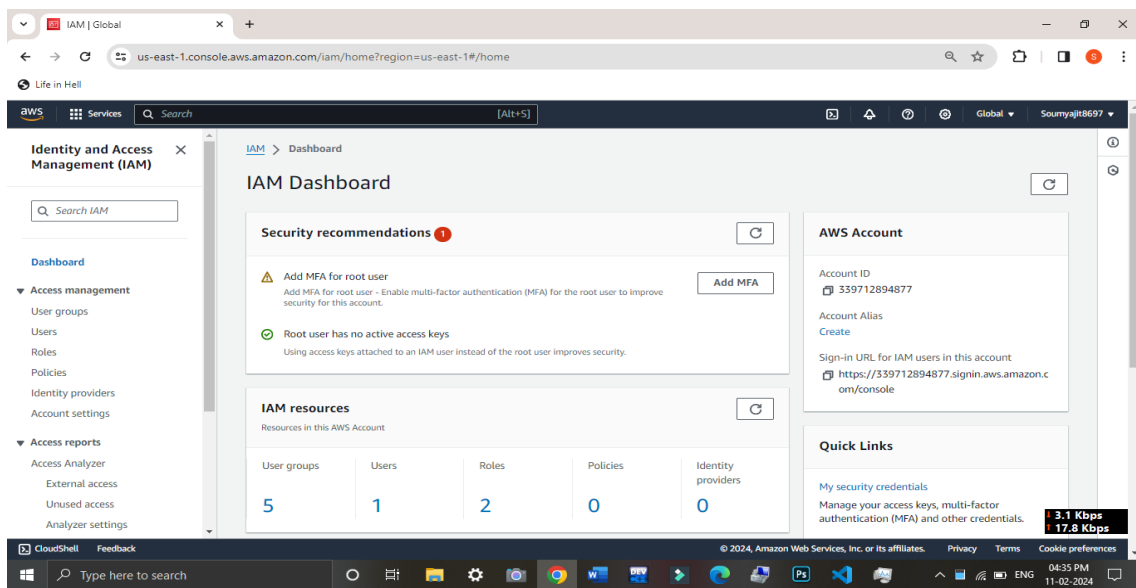 IAM | Global
us-east-1.console.aws.amazon.com/iam/home?region=us-east-1#/home
S
Life in Hell
aws
Services
Search
[Alt+S]
Global
Soumyajit8697
Identity and Access
Management (IAM)
Search IAM
Dashboard
Access management
User groups
Users
Roles
Policies
Identity providers
Account settings
Access reports
Access Analyzer
External access
Unused access
Analyzer settings
IAM > Dashboard
IAM Dashboard
Security recommendations 1
Add MFA for root user
Add MFA for root user - Enable multi-factor authentication (MFA) for the root user to improve
security for this account.
Add MFA
Root user has no active access keys
Using access keys attached to an IAM user instead of the root user improves security.
IAM resources
Resources in this AWS Account
User groups
5
Users
1
Roles
2
Policies
0
Identity
providers
0
AWS Account
Account ID
339712894877
Account Alias
Create
Sign-in URL for IAM users in this account
https://339712894877.signin.aws.amazon.c
om/console
Quick Links
My security credentials
Manage your access keys, multi-factor
authentication (MFA) and other credentials.
3.1 Kbps
17.8 Kbps
CloudShell
Feedback
© 2024, Amazon Web Services, Inc. or its affiliates.
Privacy
Terms
Cookie preferences
Type here to search
W
DEV
Ps
ENG
04:35 PM
11-02-2024